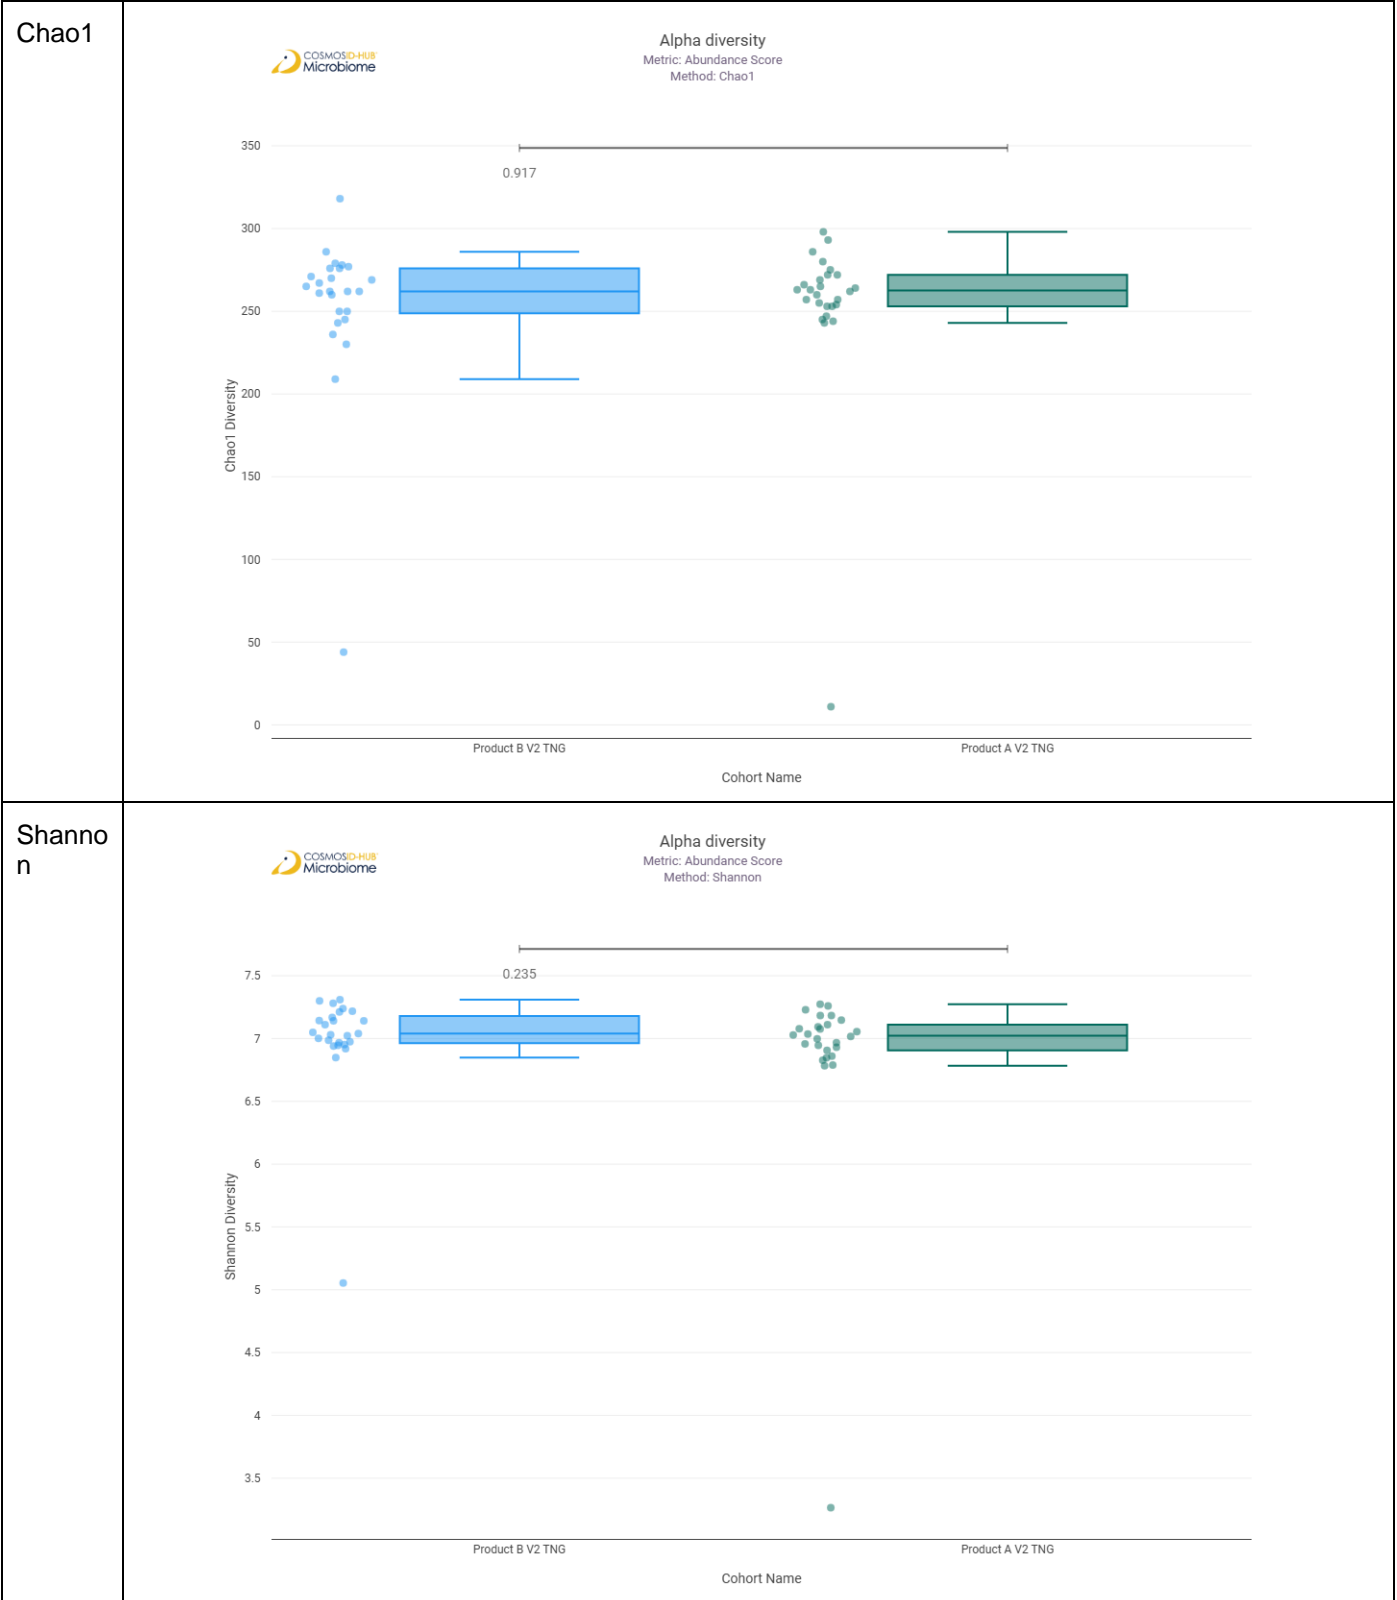 Chao1
COSMOSID-HUB
Microbiome
Alpha diversity
Metric: Abundance Score
Method: Chao1
350
0.917
300
250
200
150
100
50
0
Chao1 Diversity
Product B V2 TNG
Product A V2 TNG
Cohort Name
Shanno
n
COSMOSID-HUB
Microbiome
Alpha diversity
Metric: Abundance Score
Method: Shannon
7.5
0.235
7
6.5
6
5.5
5
4.5
4
3.5
Shannon Diversity
Product B V2 TNG
Product A V2 TNG
Cohort Name